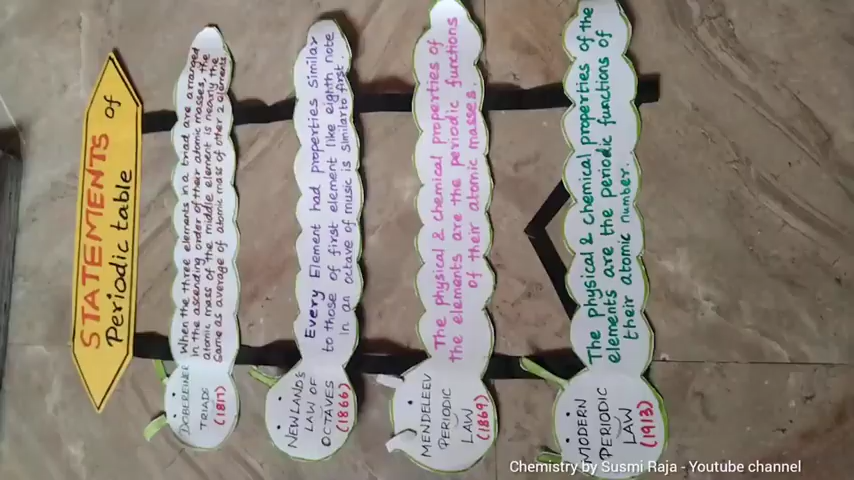 STATEMENTS of
Periodic table
DOBEREINER
TRIADS
(1817)
When the three elements in a triad are arranged
in the ascending order of their atomic masses, the
atomic mass of the middle element is nearly the
same as average of atomic mass of other 2 elements
NEWLAND'S
LAW OF
OCTAVES
(1866)
Every Element had properties similar
to those of first element like eighth note
in an octave of music is similar to first.
MENDELEEV
PERIODIC
LAW
(1869)
The physical & chemical properties of
the elements are the periodic functions
of their atomic masses.
MODERN
PERIODIC
LAW
(1913)
The physical & chemical properties of the
elements are the periodic functions of
their atomic number.
Chemistry by Susmi Raja - Youtube channel